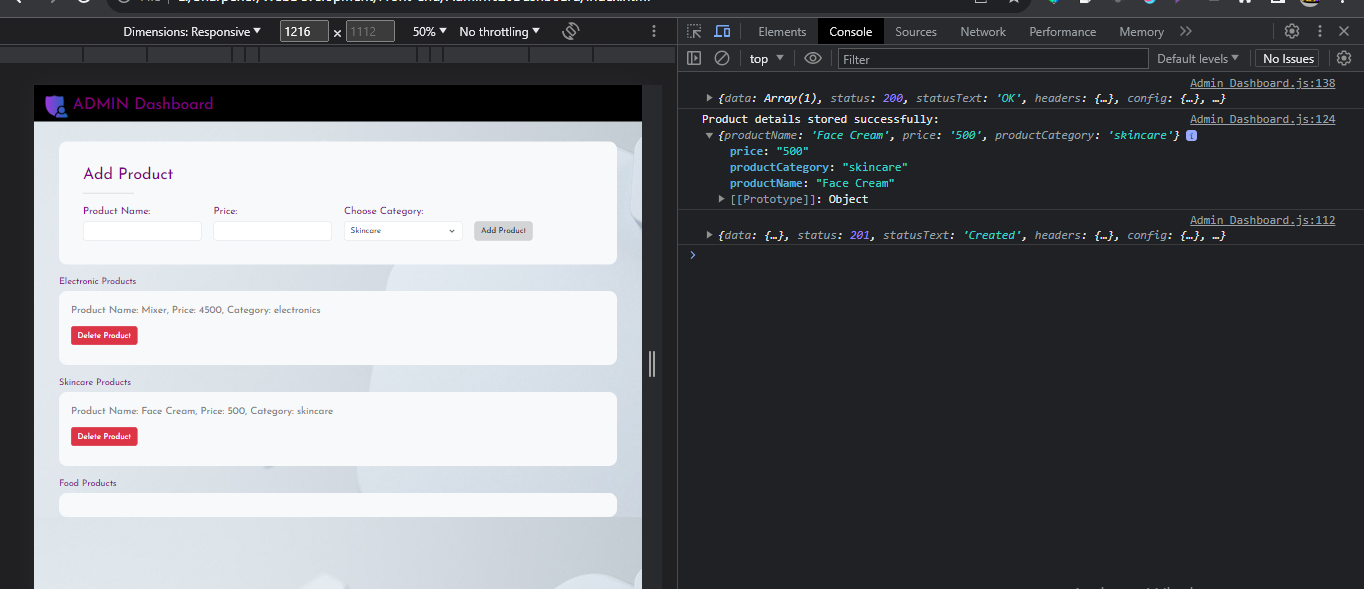 Dimensions: Responsive 1216 × 1112 50% No throttling
Elements Console Sources Network Performance Memory
top Filter Default levels No Issues
ADMIN Dashboard
Add Product
Product Name: Price: Choose Category:
Skincare Add Product
Electronic Products
Product Name: Mixer, Price: 4500, Category: electronics
Delete Product
Skincare Products
Product Name: Face Cream, Price: 500, Category: skincare
Delete Product
Food Products
Admin Dashboard.js:138
{data: Array(1), status: 200, statusText: 'OK', headers: {…}, config: {…}, …}
Product details stored successfully: Admin Dashboard.js:124
{productName: 'Face Cream', price: '500', productCategory: 'skincare'}
price: "500"
productCategory: "skincare"
productName: "Face Cream"
[[Prototype]]: Object
Admin Dashboard.js:112
{data: {…}, status: 201, statusText: 'Created', headers: {…}, config: {…}, …}